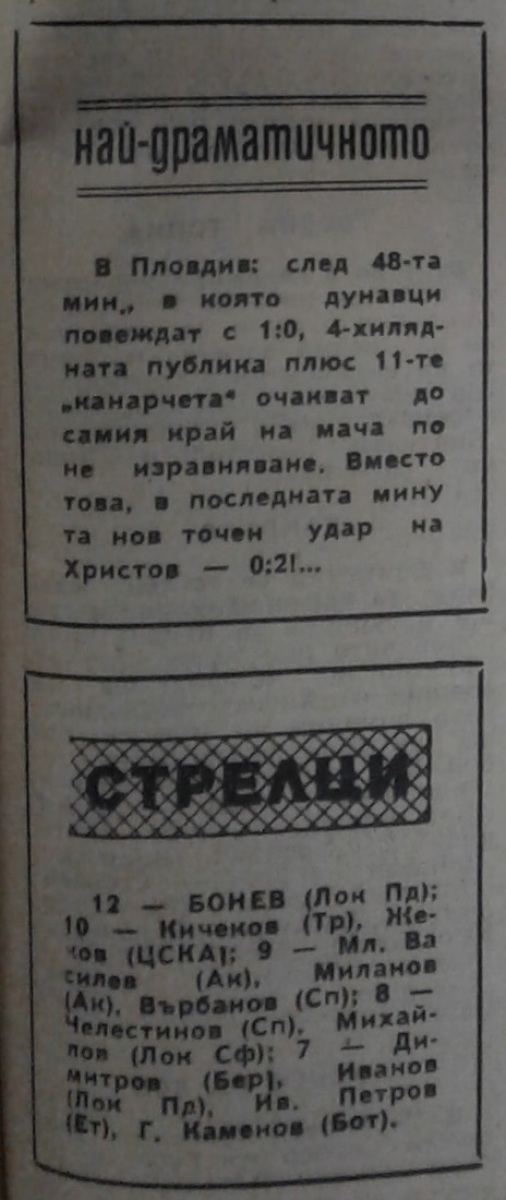 най-драматичното
В Пловдив: след 48-та
мин., в която дунавци
повеждат с 1:0, 4-хиляд-
ната публика плюс 11-те
„канарчета“ очакват до
самия край на мача по
не изравняване. Вместо
това, в последната мину
та нов точен удар на
Христов — 0:2!...
СТРЕЛЦИ
12 — БОНЕВ (Лок Пд);
10 — Кичеков (Тр), Же-
ков (ЦСКА); 9 — Мл. Ва
силев (Ак), Миланов
(Ак), Върбанов (Сп); 8 —
Челестинов (Сп), Михай-
лов (Лок Сф); 7 — Ди-
митров (Бер), Иванов
(Лок Пд), Ив. Петров
(Ет), Г. Каменов (Бот).